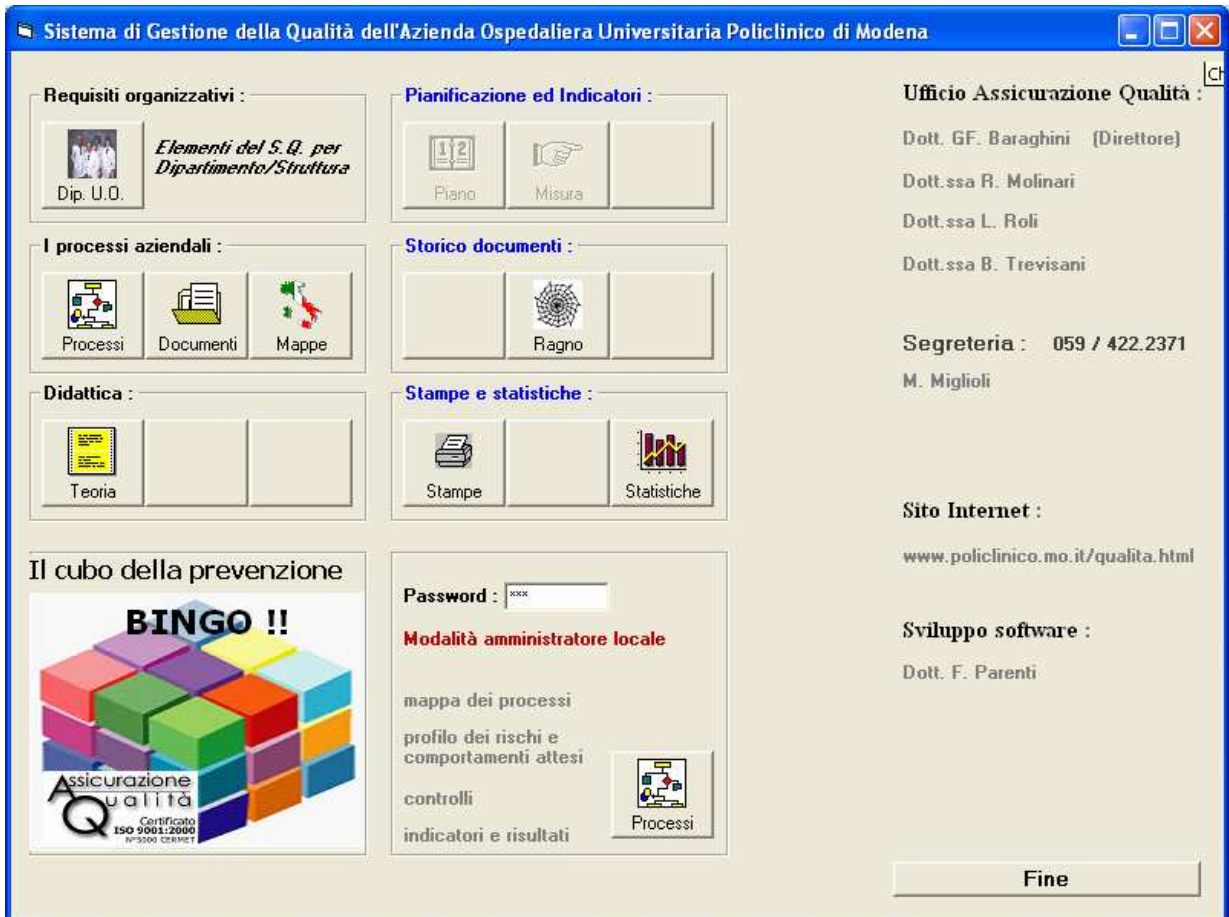 Sistema di Gestione della Qualità dell'Azienda Ospedaliera Universitaria Policlinico di Modena
Requisiti organizzativi :
Dip. U.O.
Elementi del S.Q. per
Dipartimento/Struttura
Pianificazione ed Indicatori :
Piano
Misura
I processi aziendali :
Processi
Documenti
Mappe
Storico documenti :
Ragno
Didattica :
Teoria
Stampe e statistiche :
Stampe
Statistiche
Il cubo della prevenzione
BINGO !!
Assicurazione
Qualità
Certificato
ISO 9001:2000
N°5300 CERMET
Password : ***
Modalità amministratore locale
mappa dei processi
profilo dei rischi e
comportamenti attesi
controlli
indicatori e risultati
Processi
Ch
Ufficio Assicurazione Qualità :
Dott. GF. Baraghini (Direttore)
Dott.ssa R. Molinari
Dott.ssa L. Roli
Dott.ssa B. Trevisani
Segreteria : 059 / 422.2371
M. Miglioli
Sito Internet :
www.policlinico.mo.it/qualita.html
Sviluppo software :
Dott. F. Parenti
Fine